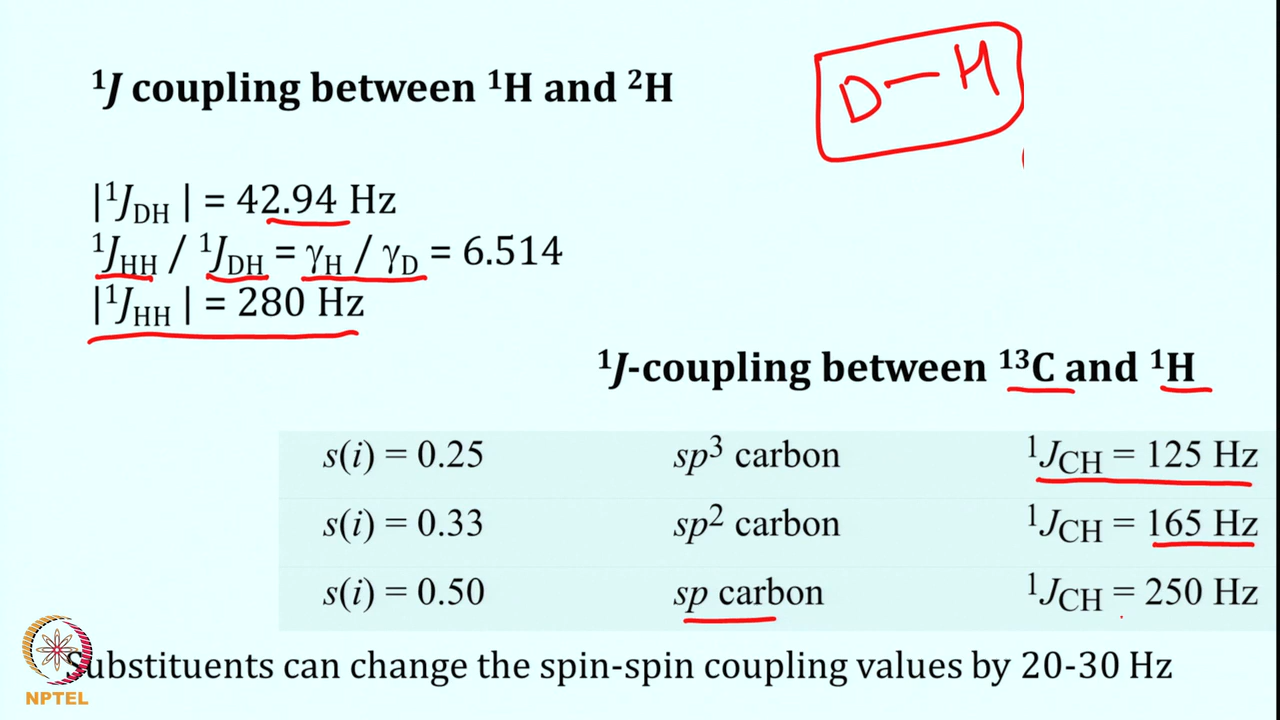 ¹J coupling between ¹H and ²H
D—H
|¹J_DH| = 42.94 Hz
¹J_HH / ¹J_DH = γ_H / γ_D = 6.514
|¹J_HH| = 280 Hz
¹J-coupling between ¹³C and ¹H
s(i) = 0.25 sp³ carbon ¹J_CH = 125 Hz
s(i) = 0.33 sp² carbon ¹J_CH = 165 Hz
s(i) = 0.50 sp carbon ¹J_CH = 250 Hz
Substituents can change the spin-spin coupling values by 20-30 Hz
NPTEL